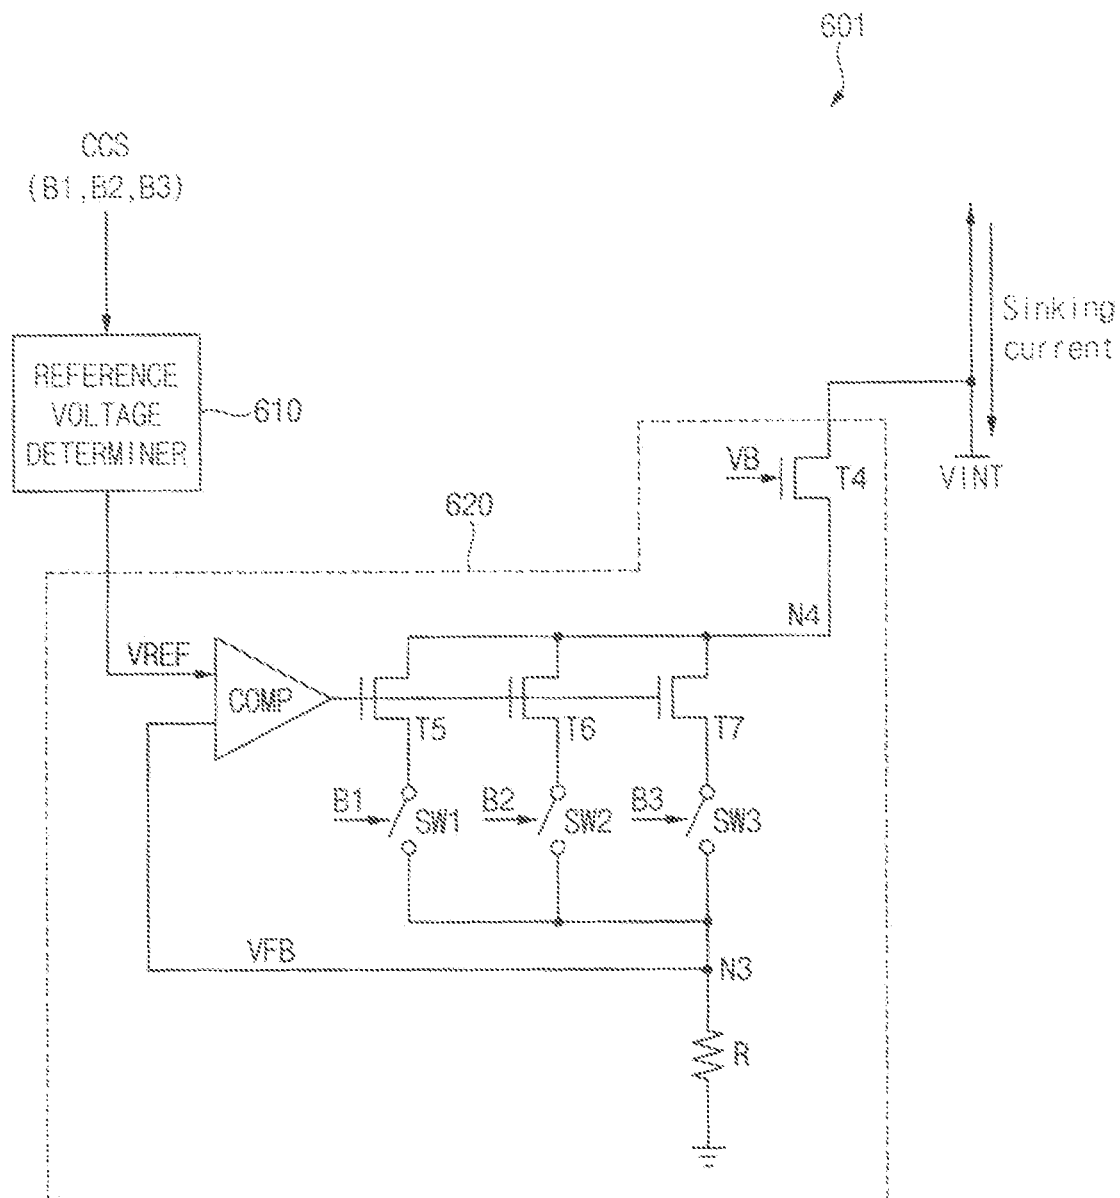 601
CCS
(B1,B2,B3)
REFERENCE
VOLTAGE
DETERMINER
610
Sinking
current
VINT
VB
T4
620
N4
VREF
COMP
T5
T6
T7
B1
SW1
B2
SW2
B3
SW3
VFB
N3
R